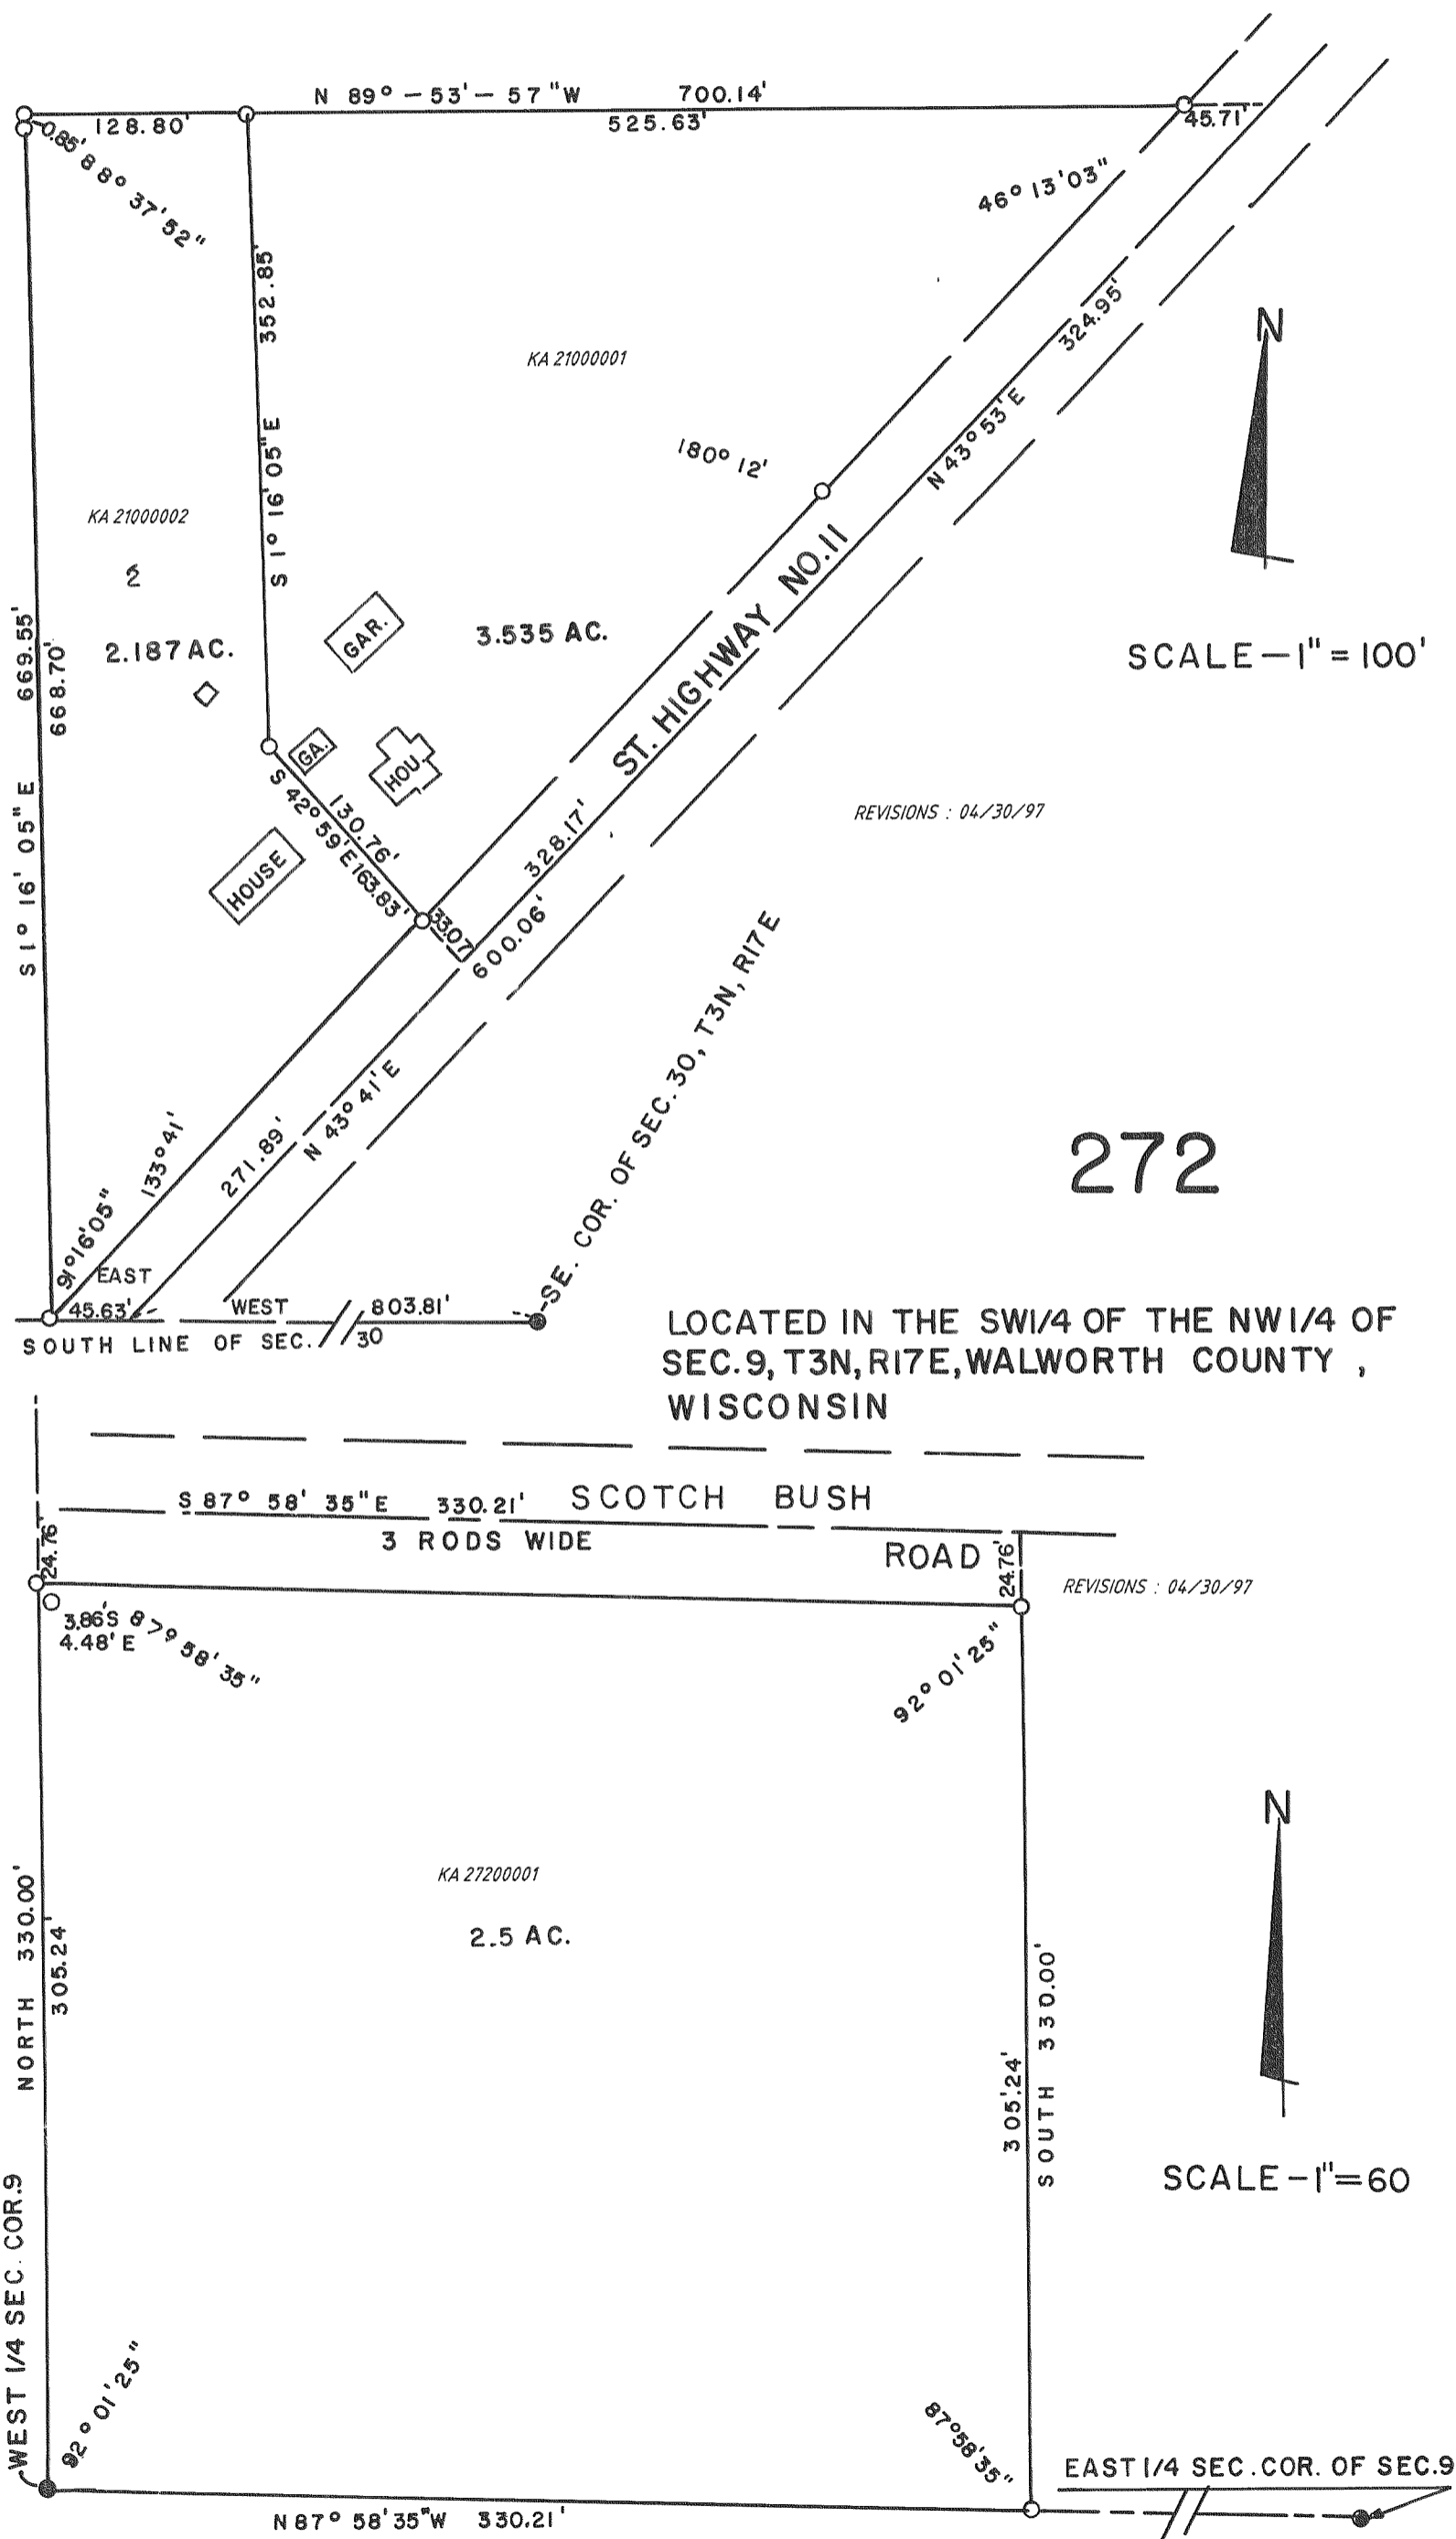 N 89° – 53' – 57 "W 700.14'
128.80' 525.63' 45.71'
0.85'
88° 37' 52"
46° 13' 03"
352.85'
S 1° 16' 05" E
324.95'
N 43° 53' E
N
KA 21000001
180° 12'
KA 21000002
2
2.187 AC.
3.535 AC.
GAR.
ST. HIGHWAY NO. 11
SCALE – 1" = 100'
669.55'
668.70'
S 1° 16' 05" E
GA.
HOU.
HOUSE
130.76'
S 42° 59' E 163.83'
33.07
328.17'
600.06'
REVISIONS : 04/30/97
SE. COR. OF SEC. 30, T3N, R17E
N 43° 41' E
271.89'
133° 41'
91° 16' 05"
272
EAST
45.63' WEST 803.81'
SOUTH LINE OF SEC. 30
LOCATED IN THE SW1/4 OF THE NW1/4 OF
SEC. 9, T3N, R17E, WALWORTH COUNTY ,
WISCONSIN
S 87° 58' 35" E 330.21' SCOTCH BUSH
3 RODS WIDE
ROAD
24.76'
24.76'
REVISIONS : 04/30/97
3.86' S
4.48' E
87° 58' 35"
92° 01' 25"
N
KA 27200001
2.5 AC.
NORTH 330.00'
305.24'
305.24'
SOUTH 330.00'
SCALE – 1" = 60
WEST 1/4 SEC. COR. 9
92° 01' 25"
87° 58' 35"
EAST 1/4 SEC. COR. OF SEC. 9
N 87° 58' 35" W 330.21'